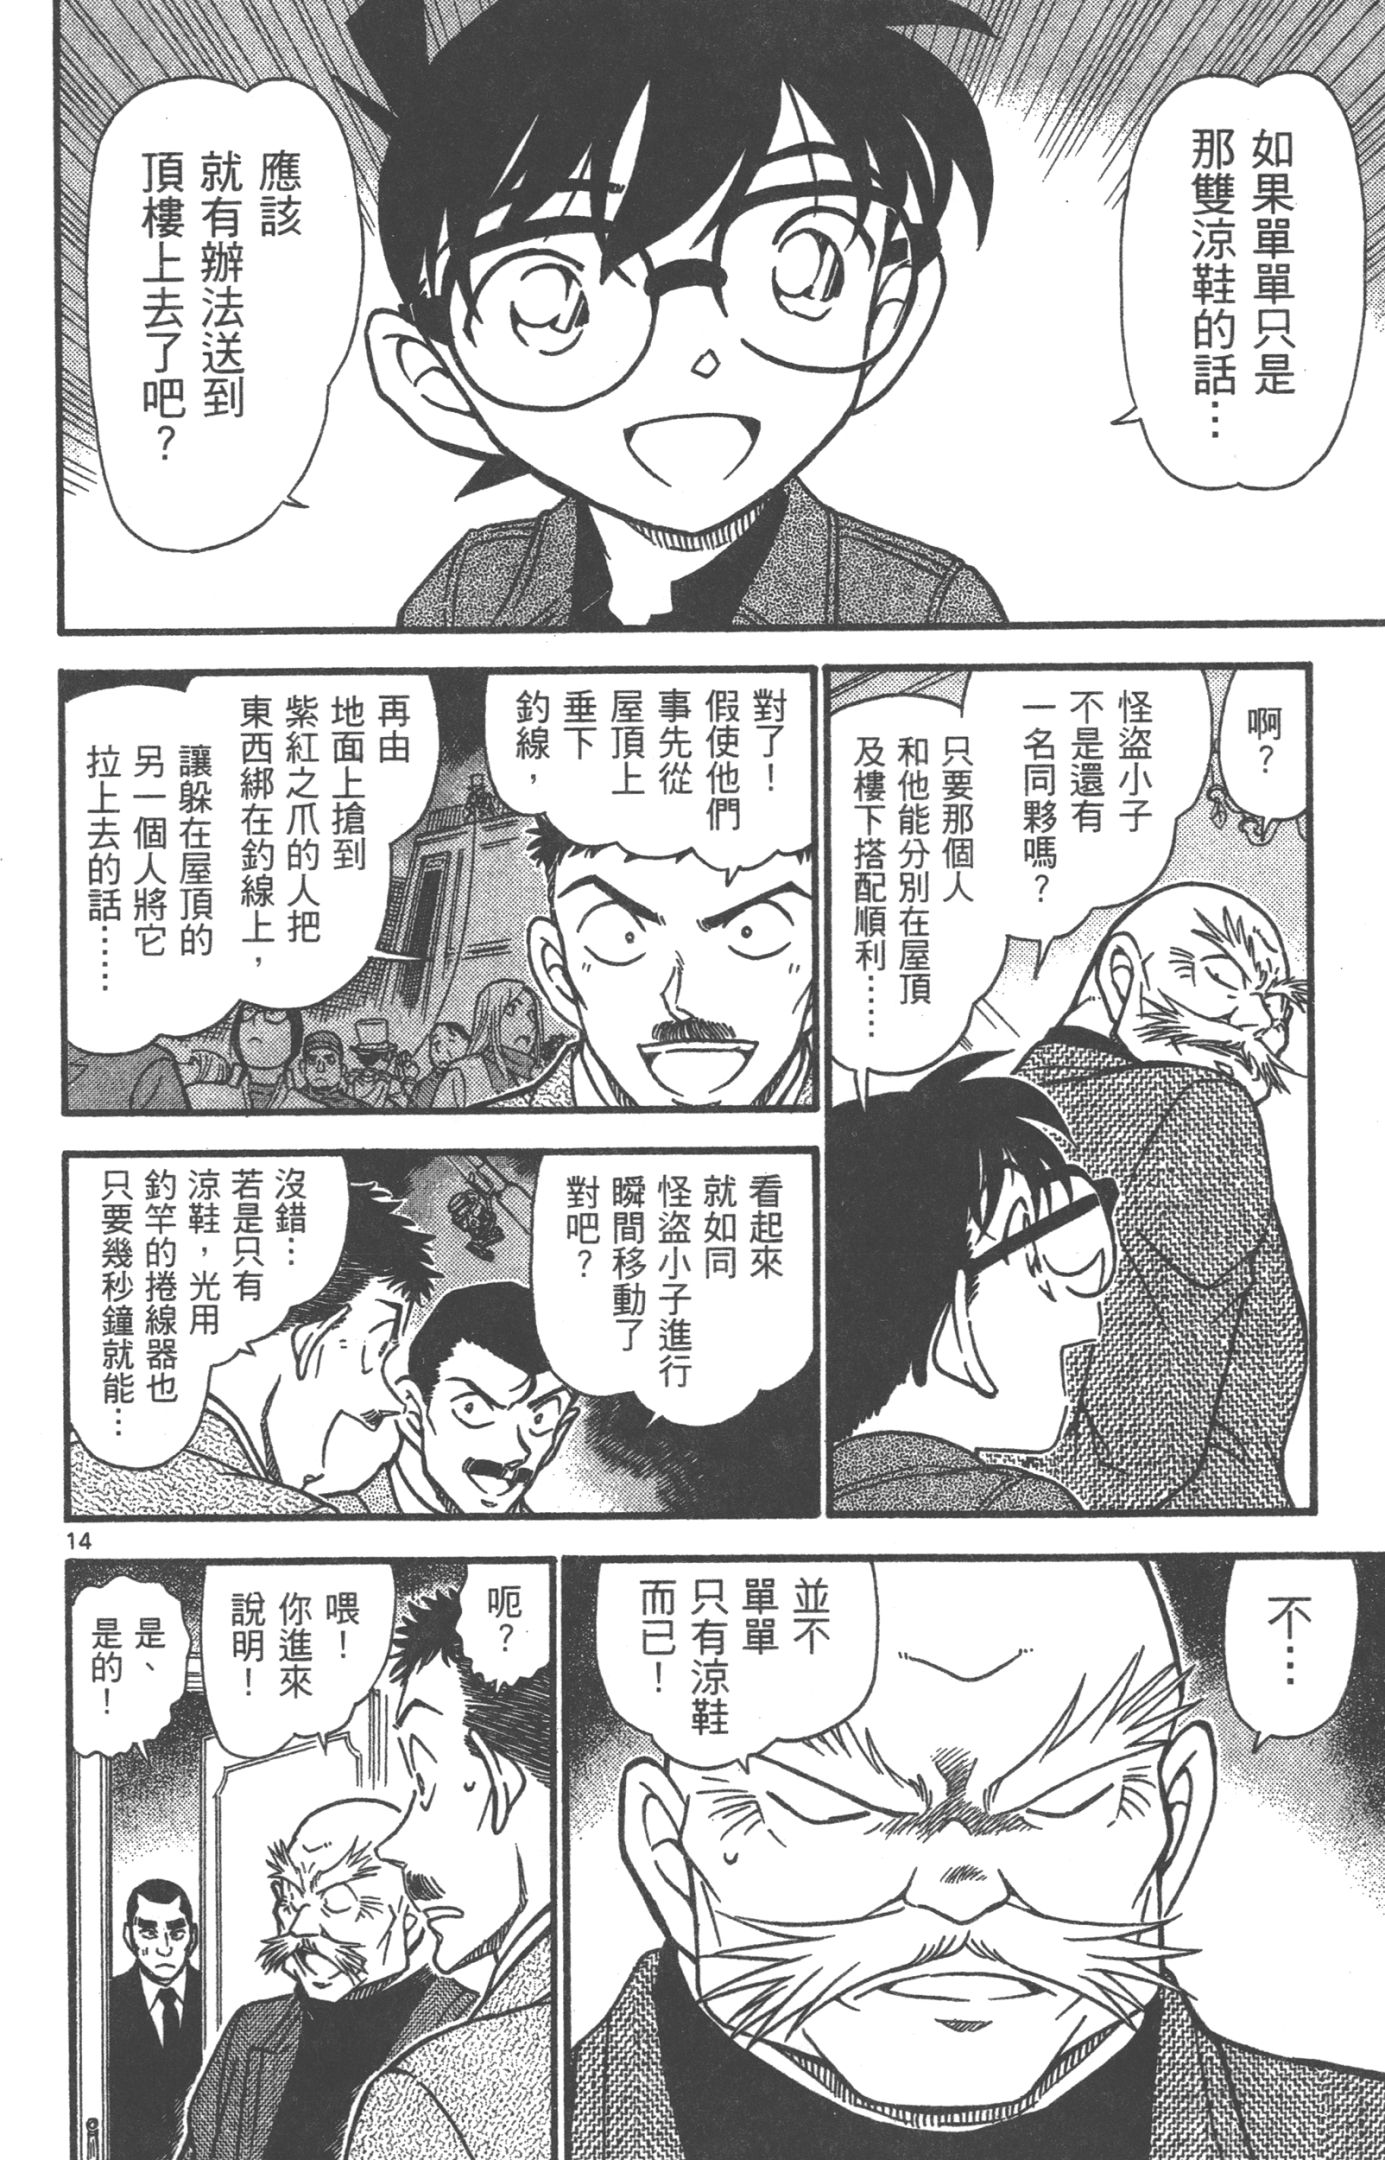 如果單單只是
那雙涼鞋的話…
應該
就有辦法送到
頂樓上去了吧？
啊？
怪盜小子
不是還有
一名同夥嗎？
只要那個人
和他能分別在屋頂
及樓下搭配順利……
對了！
假使他們
事先從
屋頂上
垂下
釣線，
再由
地面上搶到
紫紅之爪的人把
東西綁在釣線上，
讓躲在屋頂的
另一個人將它
拉上去的話……
看起來
就如同
怪盜小子進行
瞬間移動了
對吧？
沒錯…
若是只有
涼鞋，光用
釣竿的捲線器也
只要幾秒鐘就能…
14
不…
並不
單單
只有涼鞋
而已！
呃？
喂！
你進來
說明！
是、
是的！